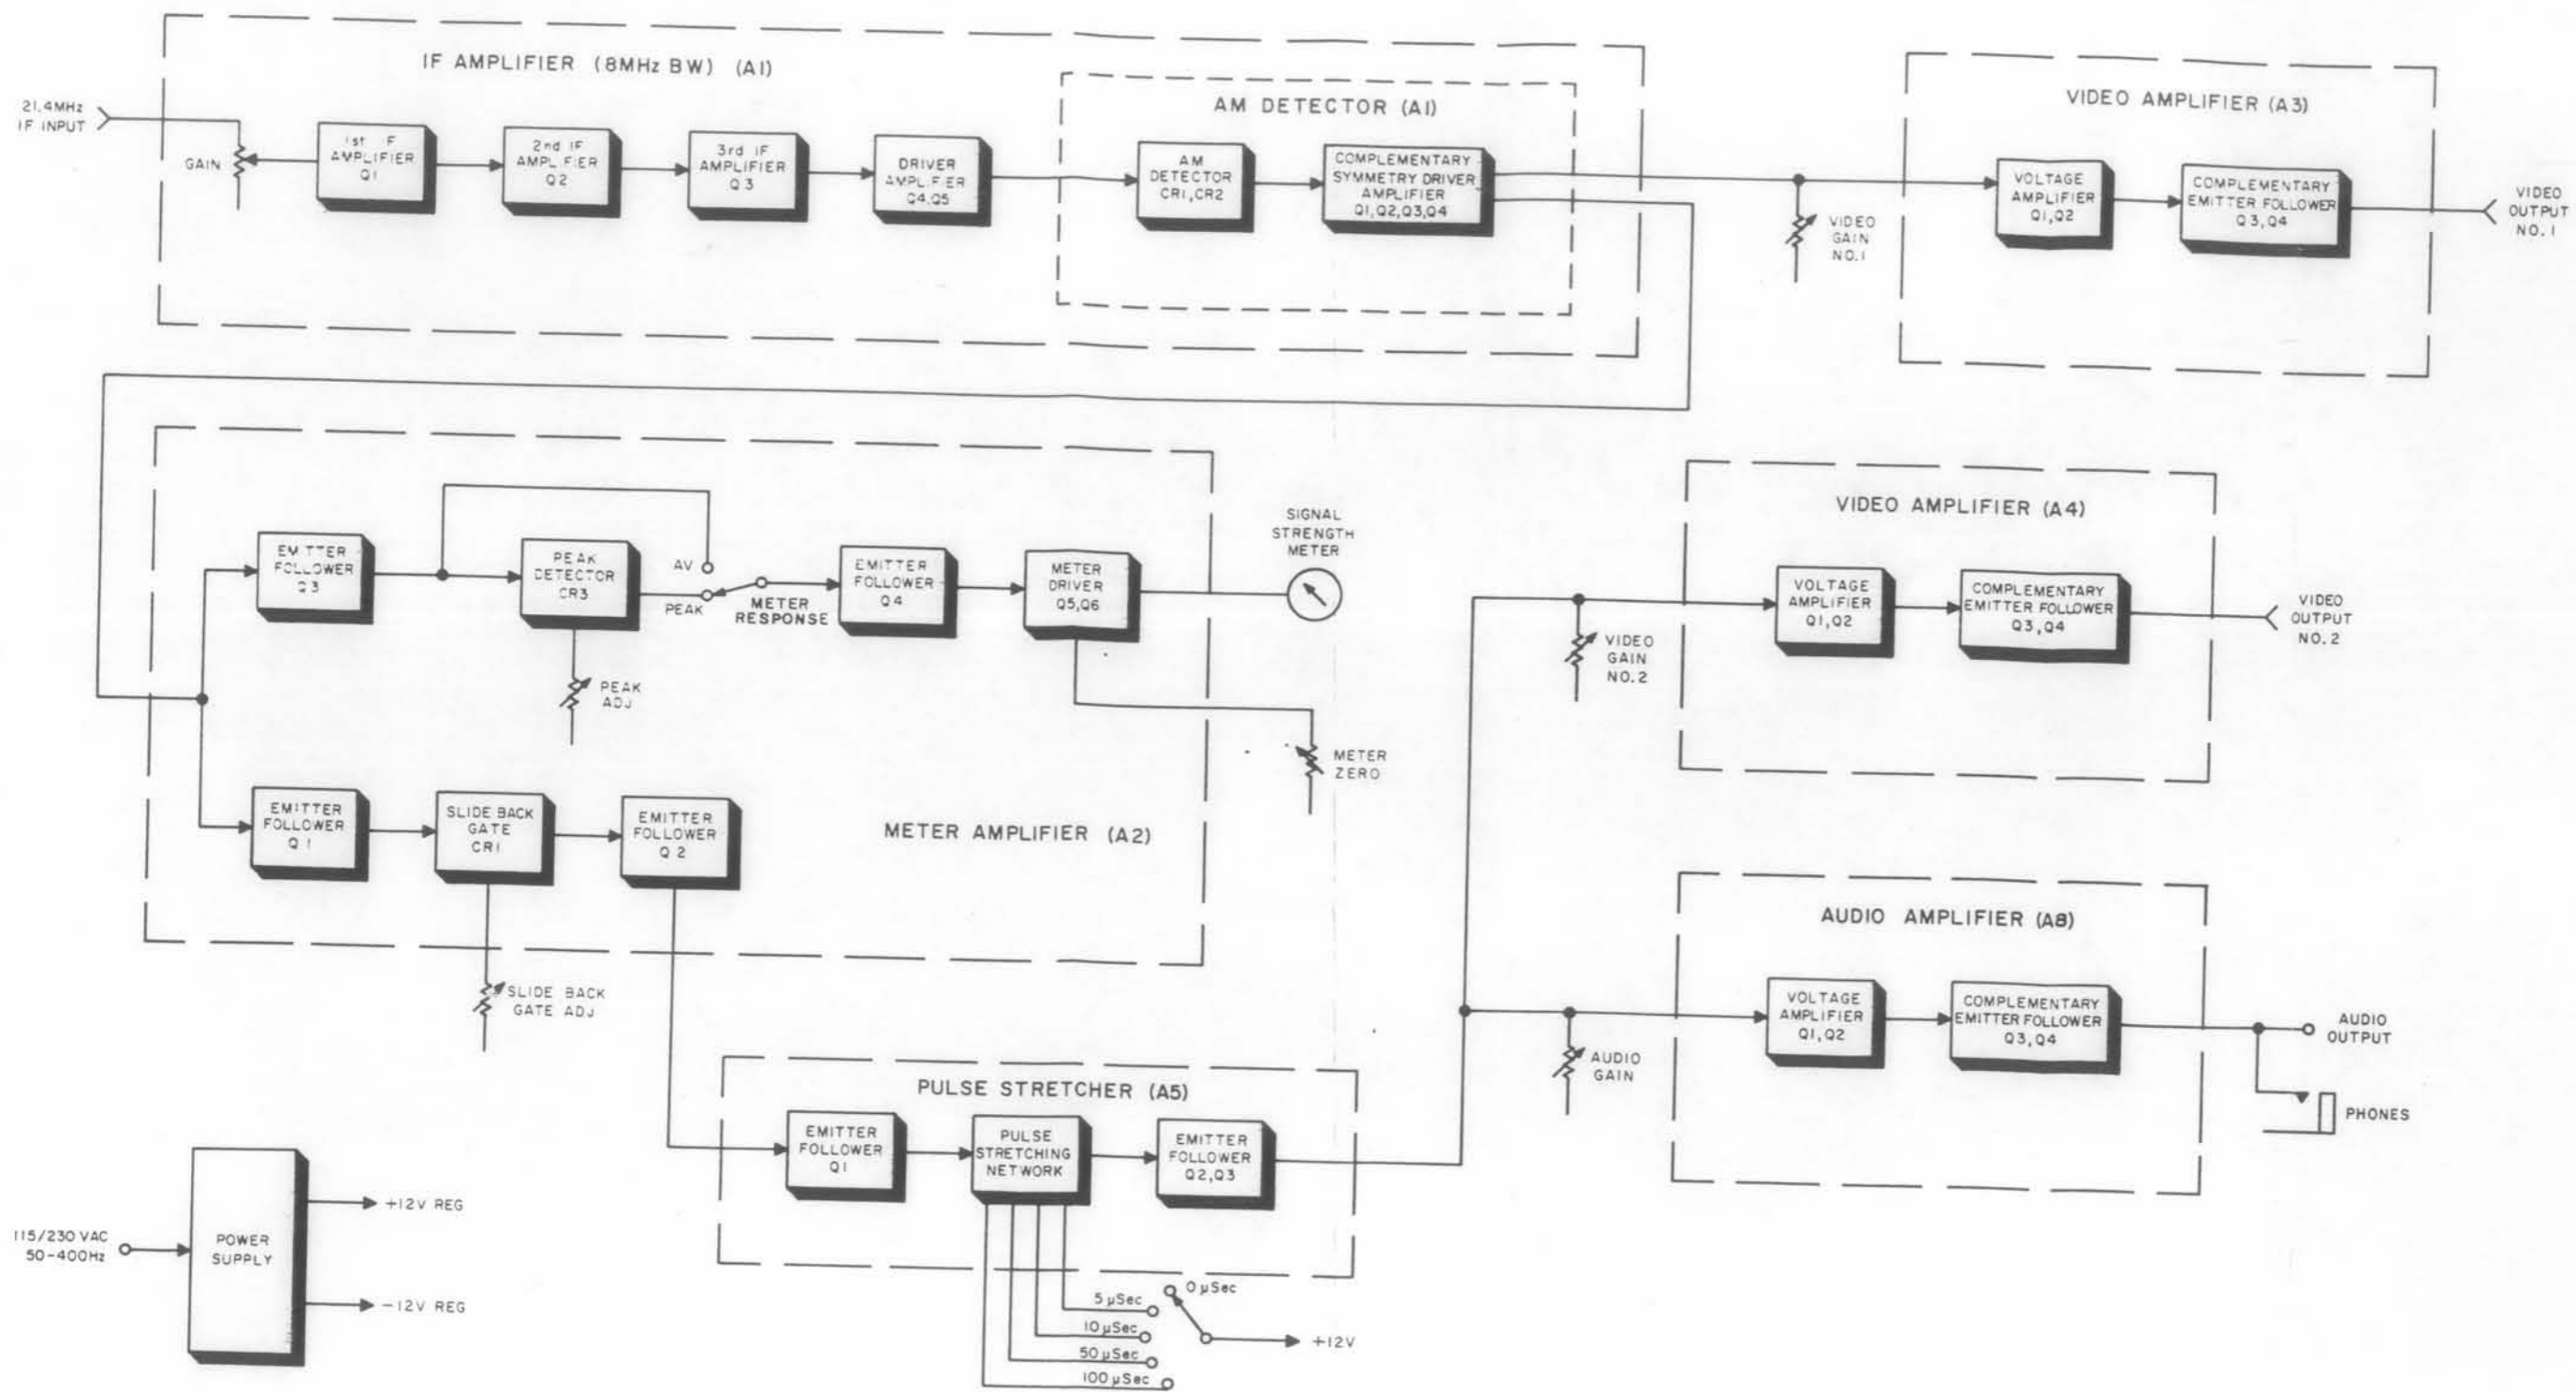 IF AMPLIFIER (8MHz BW) (A1)
21.4MHz
IF INPUT
GAIN
1st IF
AMPLIFIER
Q1
2nd IF
AMPLIFIER
Q2
3rd IF
AMPLIFIER
Q3
DRIVER
AMPLIFIER
Q4,Q5
AM DETECTOR (A1)
AM
DETECTOR
CR1,CR2
COMPLEMENTARY
SYMMETRY DRIVER
AMPLIFIER
Q1,Q2,Q3,Q4
VIDEO
GAIN
NO.1
VIDEO AMPLIFIER (A3)
VOLTAGE
AMPLIFIER
Q1,Q2
COMPLEMENTARY
EMITTER FOLLOWER
Q3,Q4
VIDEO
OUTPUT
NO.1
EMITTER
FOLLOWER
Q3
PEAK
DETECTOR
CR3
PEAK
ADJ
AV
PEAK
METER
RESPONSE
EMITTER
FOLLOWER
Q4
METER
DRIVER
Q5,Q6
SIGNAL
STRENGTH
METER
METER
ZERO
EMITTER
FOLLOWER
Q1
SLIDE BACK
GATE
CR1
EMITTER
FOLLOWER
Q2
METER AMPLIFIER (A2)
SLIDE BACK
GATE ADJ
VIDEO AMPLIFIER (A4)
VIDEO
GAIN
NO.2
VOLTAGE
AMPLIFIER
Q1,Q2
COMPLEMENTARY
EMITTER FOLLOWER
Q3,Q4
VIDEO
OUTPUT
NO.2
AUDIO AMPLIFIER (A8)
AUDIO
GAIN
VOLTAGE
AMPLIFIER
Q1,Q2
COMPLEMENTARY
EMITTER FOLLOWER
Q3,Q4
AUDIO
OUTPUT
PHONES
PULSE STRETCHER (A5)
EMITTER
FOLLOWER
Q1
PULSE
STRETCHING
NETWORK
EMITTER
FOLLOWER
Q2,Q3
0 µSec
5 µSec
10 µSec
50 µSec
100 µSec
+12V
115/230 VAC
50-400Hz
POWER
SUPPLY
+12V REG
-12V REG